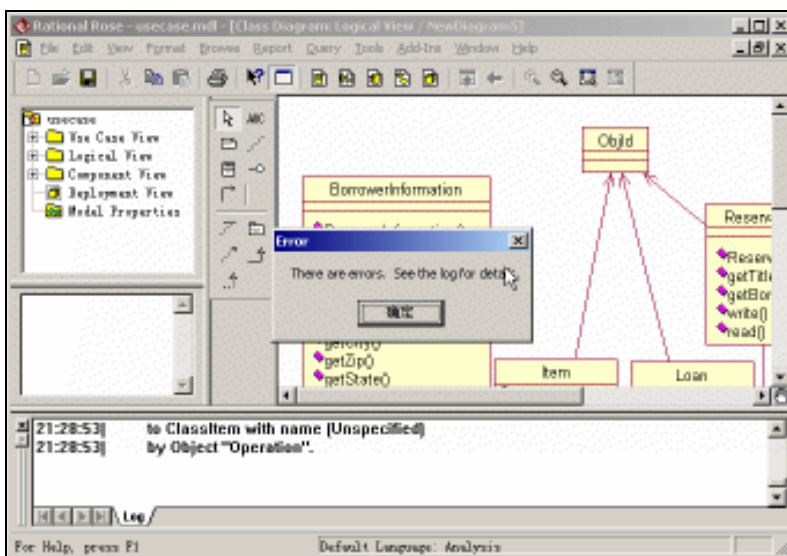 Rational Rose - usecase.mdl - [Class Diagram: Logical View / NewDiagram5]
File Edit View Format Browse Report Query Tools Add-Ins Window Help
usecase
Use Case View
Logical View
Component View
Deployment View
Model Properties
ABC
ObjId
BorrowerInformation
Reserv
Reserv
getTitle
getBor
write()
read()
Error
There are errors. See the log for deta
确定
getCity()
getZip()
getState()
Item
Loan
21:28:53| to ClassItem with name (Unspecified)
21:28:53| by Object "Operation".
Log
For Help, press F1
Default Language: Analysis